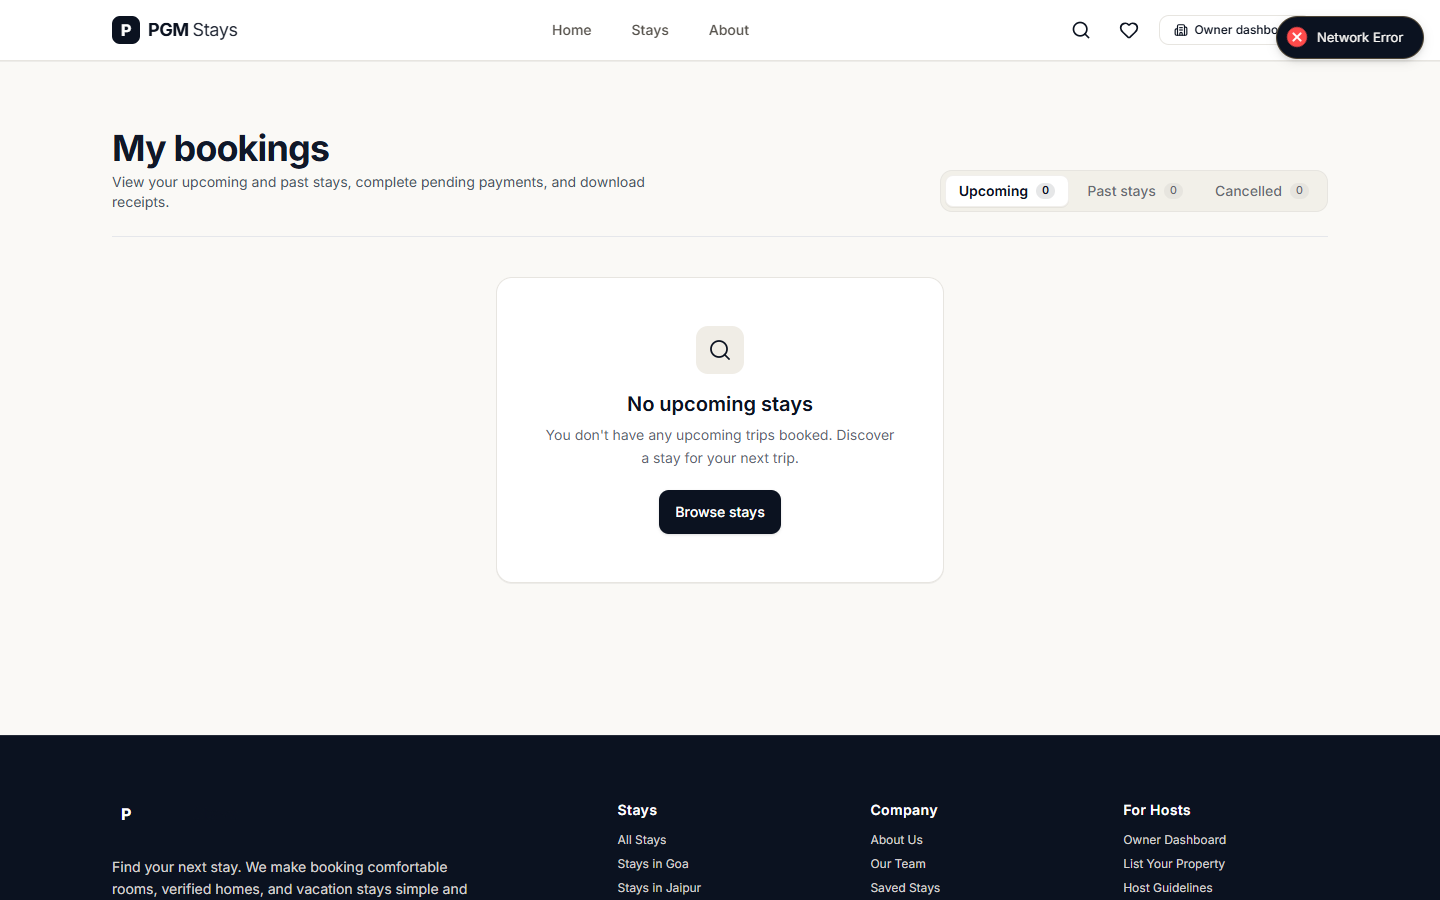 P PGM Stays
Home Stays About
Owner dashbo
Network Error
My bookings
View your upcoming and past stays, complete pending payments, and download
receipts.
Upcoming 0 Past stays 0 Cancelled 0
No upcoming stays
You don't have any upcoming trips booked. Discover
a stay for your next trip.
Browse stays
P
Find your next stay. We make booking comfortable
rooms, verified homes, and vacation stays simple and
Stays
All Stays
Stays in Goa
Stays in Jaipur
Company
About Us
Our Team
Saved Stays
For Hosts
Owner Dashboard
List Your Property
Host Guidelines